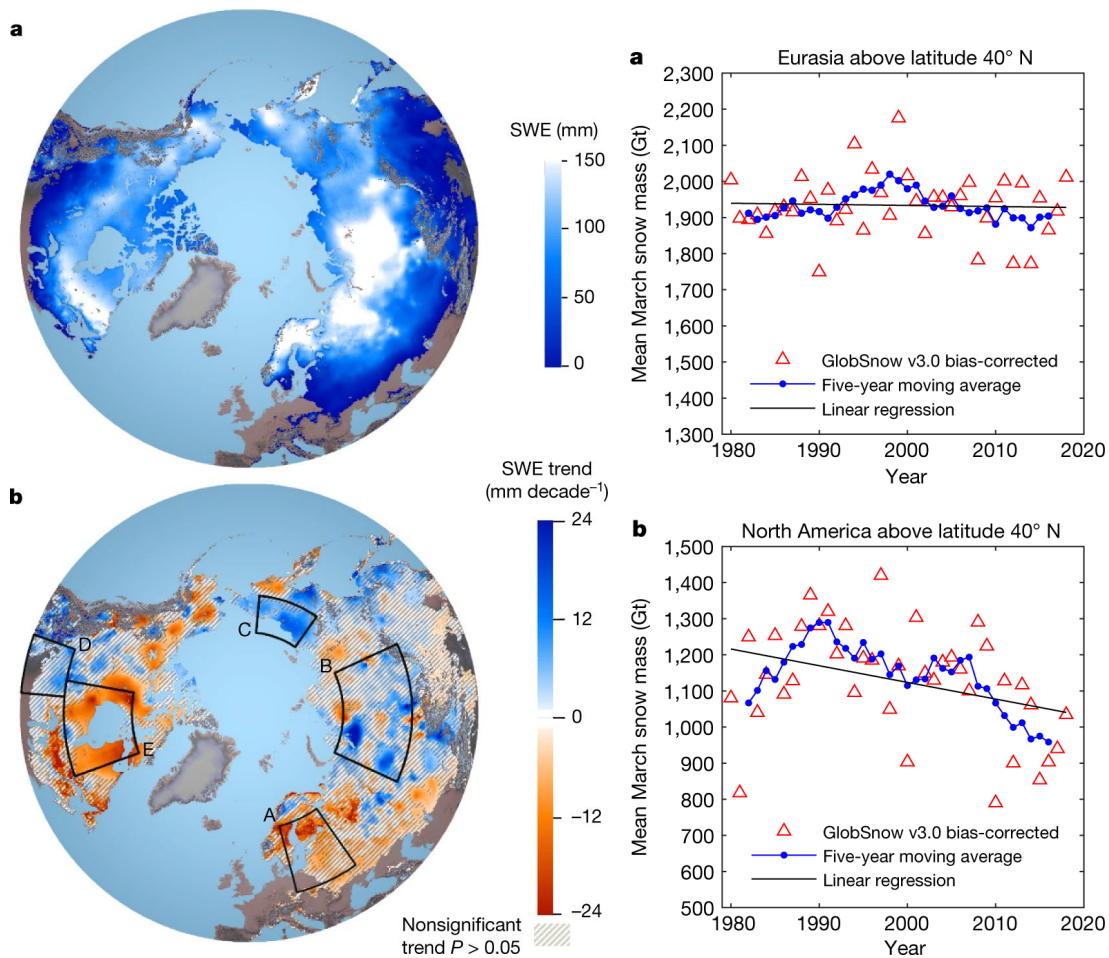 a
SWE (mm)
150
100
50
0
b
SWE trend
(mm decade⁻¹)
24
12
0
−12
−24
A
B
C
D
E
Nonsignificant
trend P > 0.05
a
Eurasia above latitude 40° N
Mean March snow mass (Gt)
2,300
2,200
2,100
2,000
1,900
1,800
1,700
1,600
1,500
1,400
1,300
GlobSnow v3.0 bias-corrected
Five-year moving average
Linear regression
1980 1990 2000 2010 2020
Year
b
North America above latitude 40° N
Mean March snow mass (Gt)
1,500
1,400
1,300
1,200
1,100
1,000
900
800
700
600
500
GlobSnow v3.0 bias-corrected
Five-year moving average
Linear regression
1980 1990 2000 2010 2020
Year